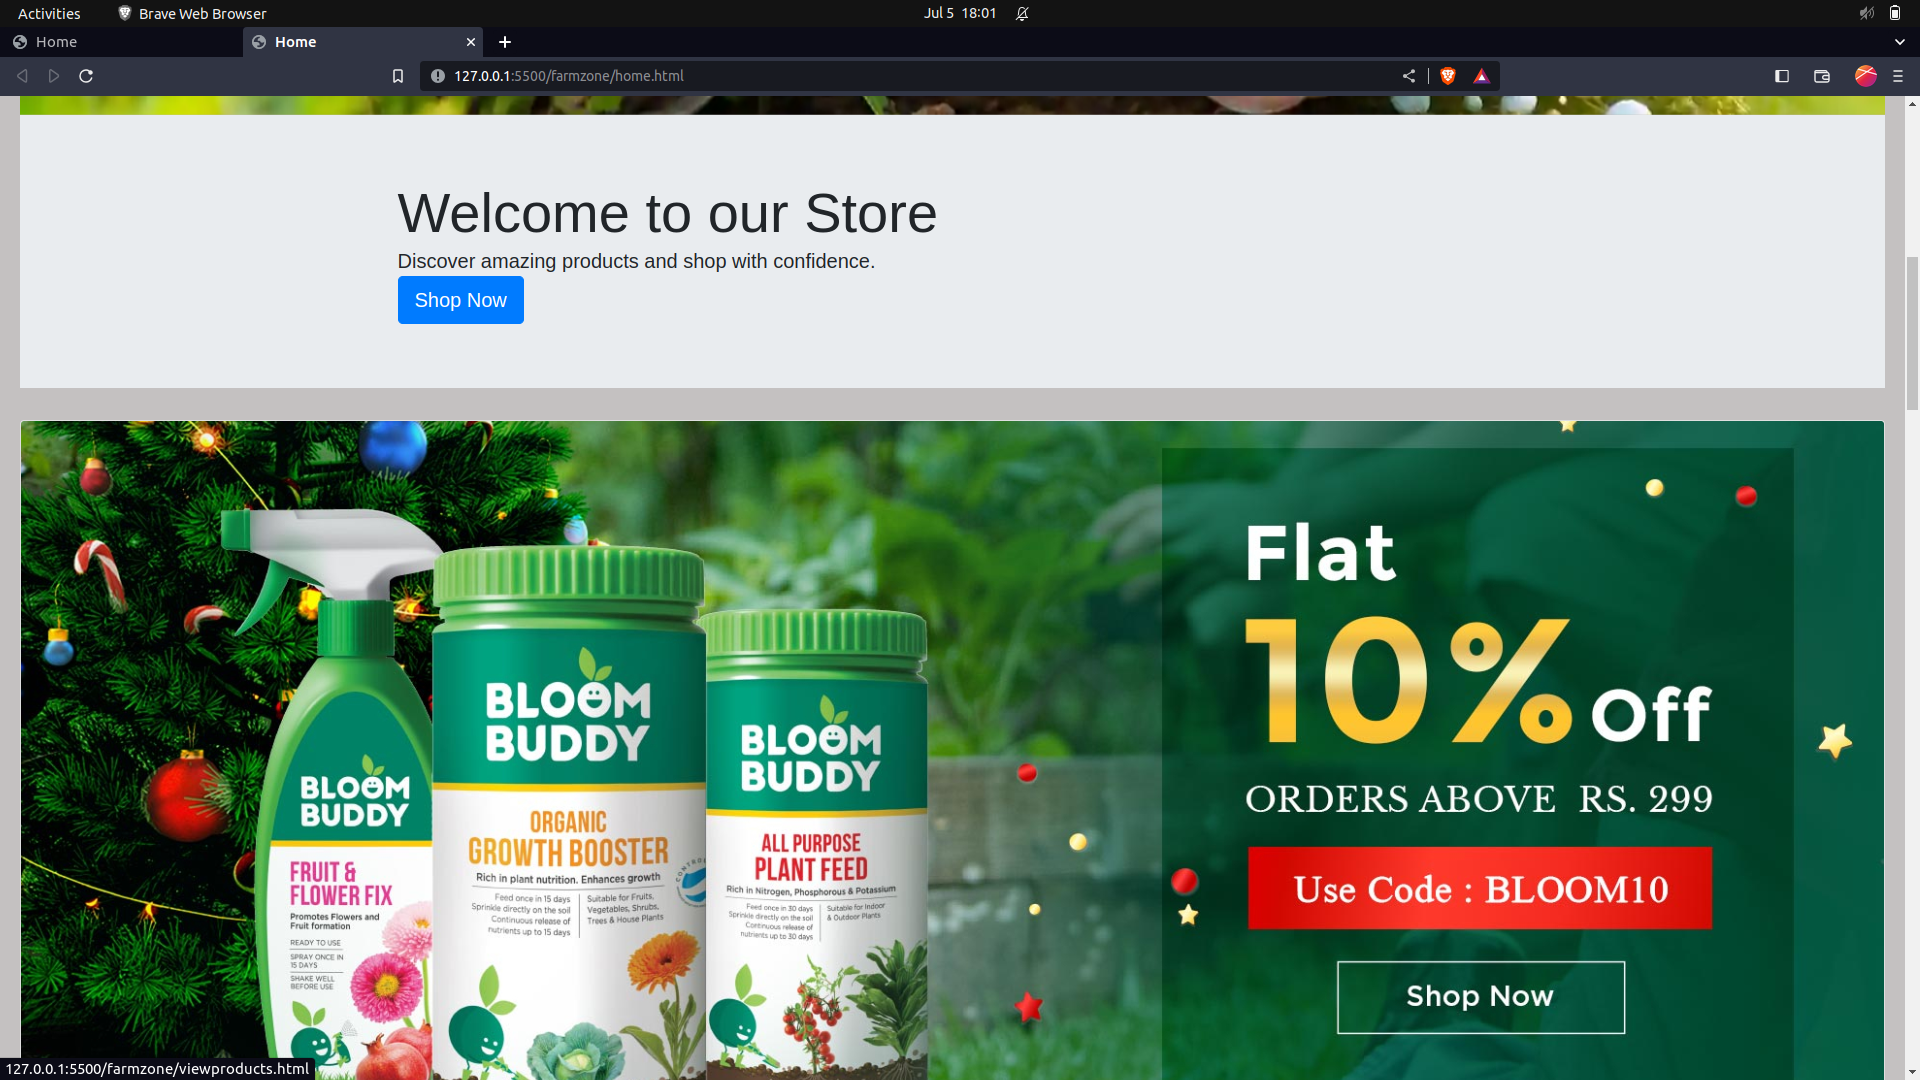 Activities
Brave Web Browser
Jul 5 18:01
Home
Home
127.0.0.1:5500/farmzone/home.html
Welcome to our Store
Discover amazing products and shop with confidence.
Shop Now
BLOOM
BUDDY
FRUIT &
FLOWER FIX
Promotes Flowers and
Fruit formation
READY TO USE
SPRAY ONCE IN
15 DAYS
SHAKE WELL
BEFORE USE
BLOOM
BUDDY
ORGANIC
GROWTH BOOSTER
Rich in plant nutrition. Enhances growth
Feed once in 15 days
Sprinkle directly on the soil
Continuous release of
nutrients up to 15 days
Suitable for Fruits,
Vegetables, Shrubs,
Trees & House Plants
BLOOM
BUDDY
ALL PURPOSE
PLANT FEED
Rich in Nitrogen, Phosphorous & Potassium
Feed once in 30 days
Sprinkle directly on the soil
Continuous release of
nutrients up to 30 days
Suitable for Indoor
& Outdoor Plants
Flat
10% Off
ORDERS ABOVE RS. 299
Use Code : BLOOM10
Shop Now
127.0.0.1:5500/farmzone/viewproducts.html